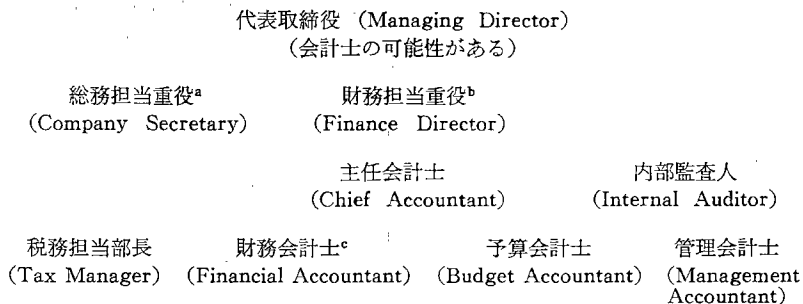 代表取締役 (Managing Director)
(会計士の可能性がある)
総務担当重役a 財務担当重役b
(Company Secretary) (Finance Director)
主任会計士 内部監査人
(Chief Accountant) (Internal Auditor)
税務担当部長 財務会計士c 予算会計士 管理会計士
(Tax Manager) (Financial Accountant) (Budget Accountant) (Management
Accountant)